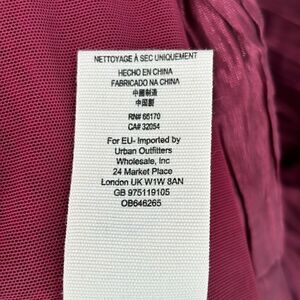 NETTOYAGE À SEC UNIQUEMENT
HECHO EN CHINA
FABRICADO NA CHINA
中國制造
中国製
RN# 66170
CA# 32054
For EU- Imported by
Urban Outfitters
Wholesale, Inc
24 Market Place
London UK W1W 8AN
GB 975119105
OB646265